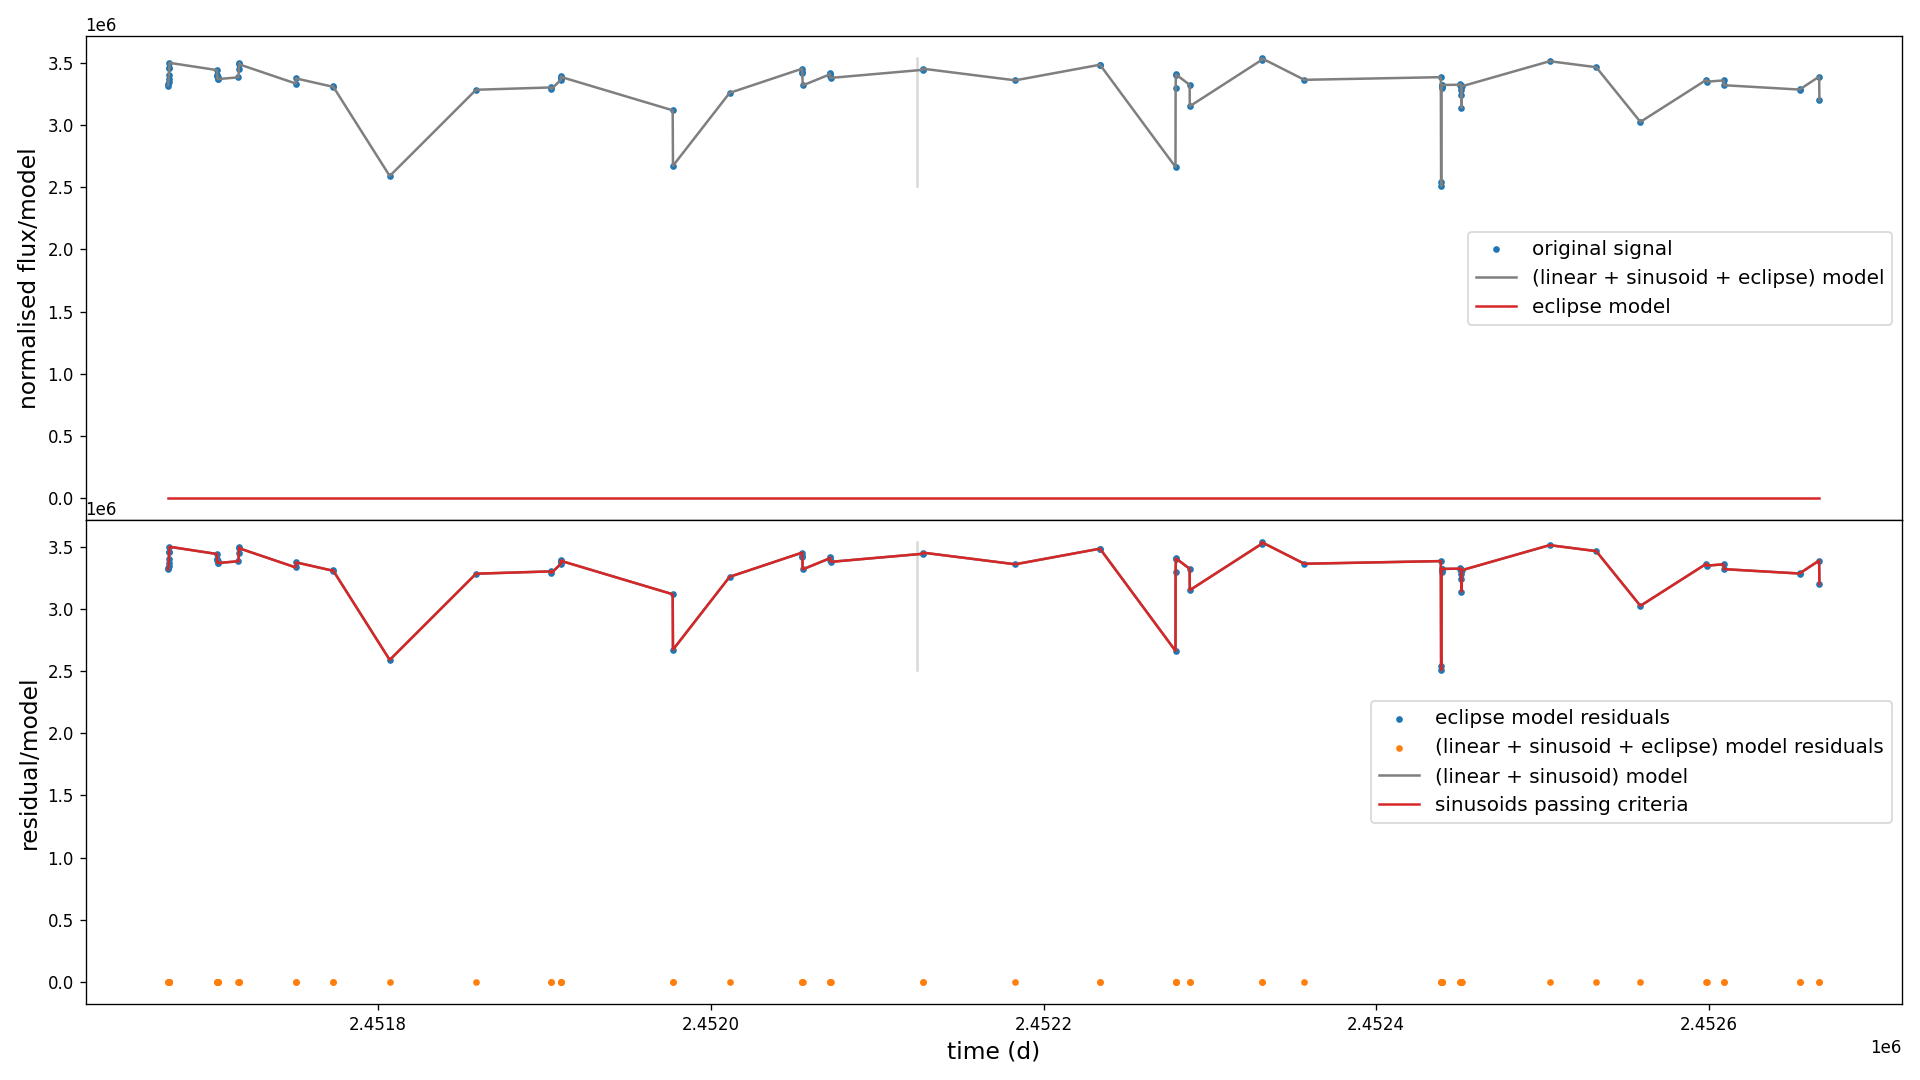 1e6
3.5
3.0
2.5
2.0
1.5
1.0
0.5
0.0
normalised flux/model
original signal
(linear + sinusoid + eclipse) model
eclipse model
1e6
3.5
3.0
2.5
2.0
1.5
1.0
0.5
0.0
residual/model
eclipse model residuals
(linear + sinusoid + eclipse) model residuals
(linear + sinusoid) model
sinusoids passing criteria
2.4518 2.4520 2.4522 2.4524 2.4526
time (d)
1e6